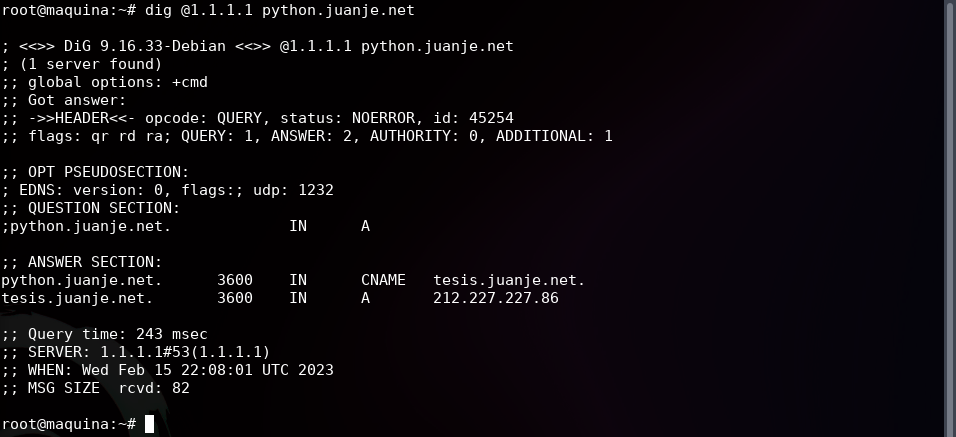 root@maquina:~# dig @1.1.1.1 python.juanje.net
; <<>> DiG 9.16.33-Debian <<>> @1.1.1.1 python.juanje.net
; (1 server found)
;; global options: +cmd
;; Got answer:
;; ->>HEADER<<- opcode: QUERY, status: NOERROR, id: 45254
;; flags: qr rd ra; QUERY: 1, ANSWER: 2, AUTHORITY: 0, ADDITIONAL: 1
;; OPT PSEUDOSECTION:
; EDNS: version: 0, flags:; udp: 1232
;; QUESTION SECTION:
;python.juanje.net.             IN      A
;; ANSWER SECTION:
python.juanje.net.      3600    IN      CNAME   tesis.juanje.net.
tesis.juanje.net.       3600    IN      A       212.227.227.86
;; Query time: 243 msec
;; SERVER: 1.1.1.1#53(1.1.1.1)
;; WHEN: Wed Feb 15 22:08:01 UTC 2023
;; MSG SIZE  rcvd: 82
root@maquina:~#